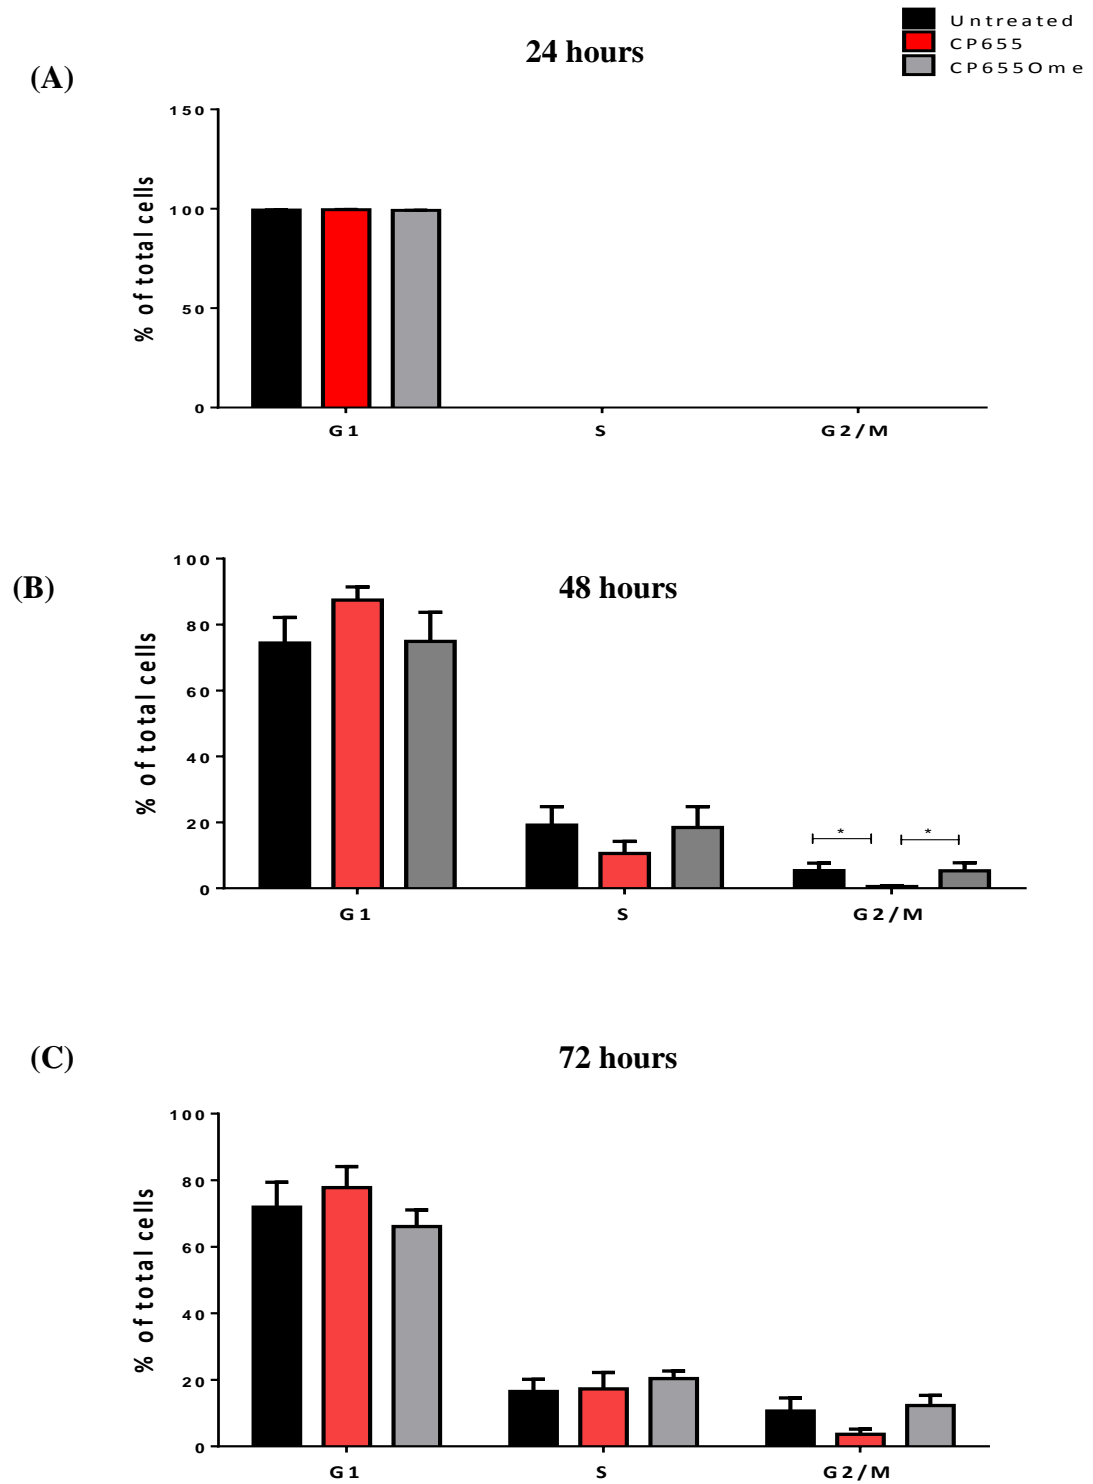 Untreated
CP655
CP655Ome
24 hours
(A)
150
100
50
0
% of total cells
G1 S G2/M
(B)
48 hours
100
80
60
40
20
0
% of total cells
* *
G1 S G2/M
(C)
72 hours
100
80
60
40
20
0
% of total cells
G1 S G2/M